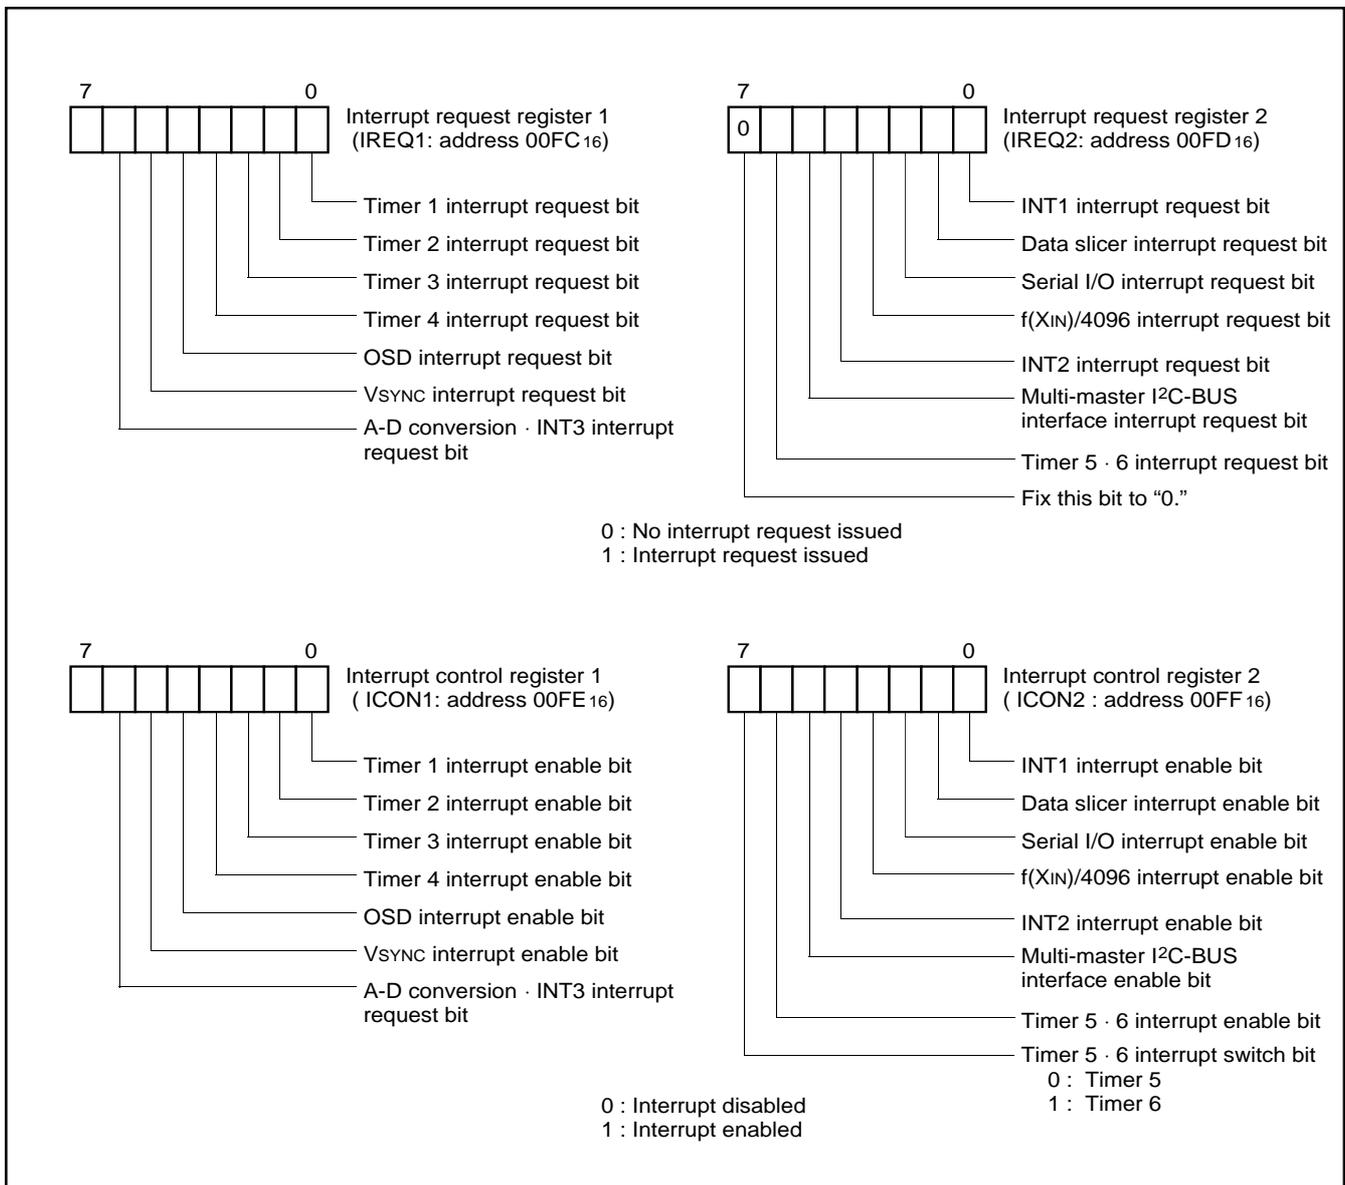 7 0
Interrupt request register 1
(IREQ1: address 00FC16)
Timer 1 interrupt request bit
Timer 2 interrupt request bit
Timer 3 interrupt request bit
Timer 4 interrupt request bit
OSD interrupt request bit
VSYNC interrupt request bit
A-D conversion · INT3 interrupt
request bit
7 0
0
Interrupt request register 2
(IREQ2: address 00FD16)
INT1 interrupt request bit
Data slicer interrupt request bit
Serial I/O interrupt request bit
f(XIN)/4096 interrupt request bit
INT2 interrupt request bit
Multi-master I2C-BUS
interface interrupt request bit
Timer 5 · 6 interrupt request bit
Fix this bit to “0.”
0 : No interrupt request issued
1 : Interrupt request issued
7 0
Interrupt control register 1
( ICON1: address 00FE16)
Timer 1 interrupt enable bit
Timer 2 interrupt enable bit
Timer 3 interrupt enable bit
Timer 4 interrupt enable bit
OSD interrupt enable bit
VSYNC interrupt enable bit
A-D conversion · INT3 interrupt
request bit
7 0
Interrupt control register 2
( ICON2 : address 00FF16)
INT1 interrupt enable bit
Data slicer interrupt enable bit
Serial I/O interrupt enable bit
f(XIN)/4096 interrupt enable bit
INT2 interrupt enable bit
Multi-master I2C-BUS
interface enable bit
Timer 5 · 6 interrupt enable bit
Timer 5 · 6 interrupt switch bit
0 : Timer 5
1 : Timer 6
0 : Interrupt disabled
1 : Interrupt enabled